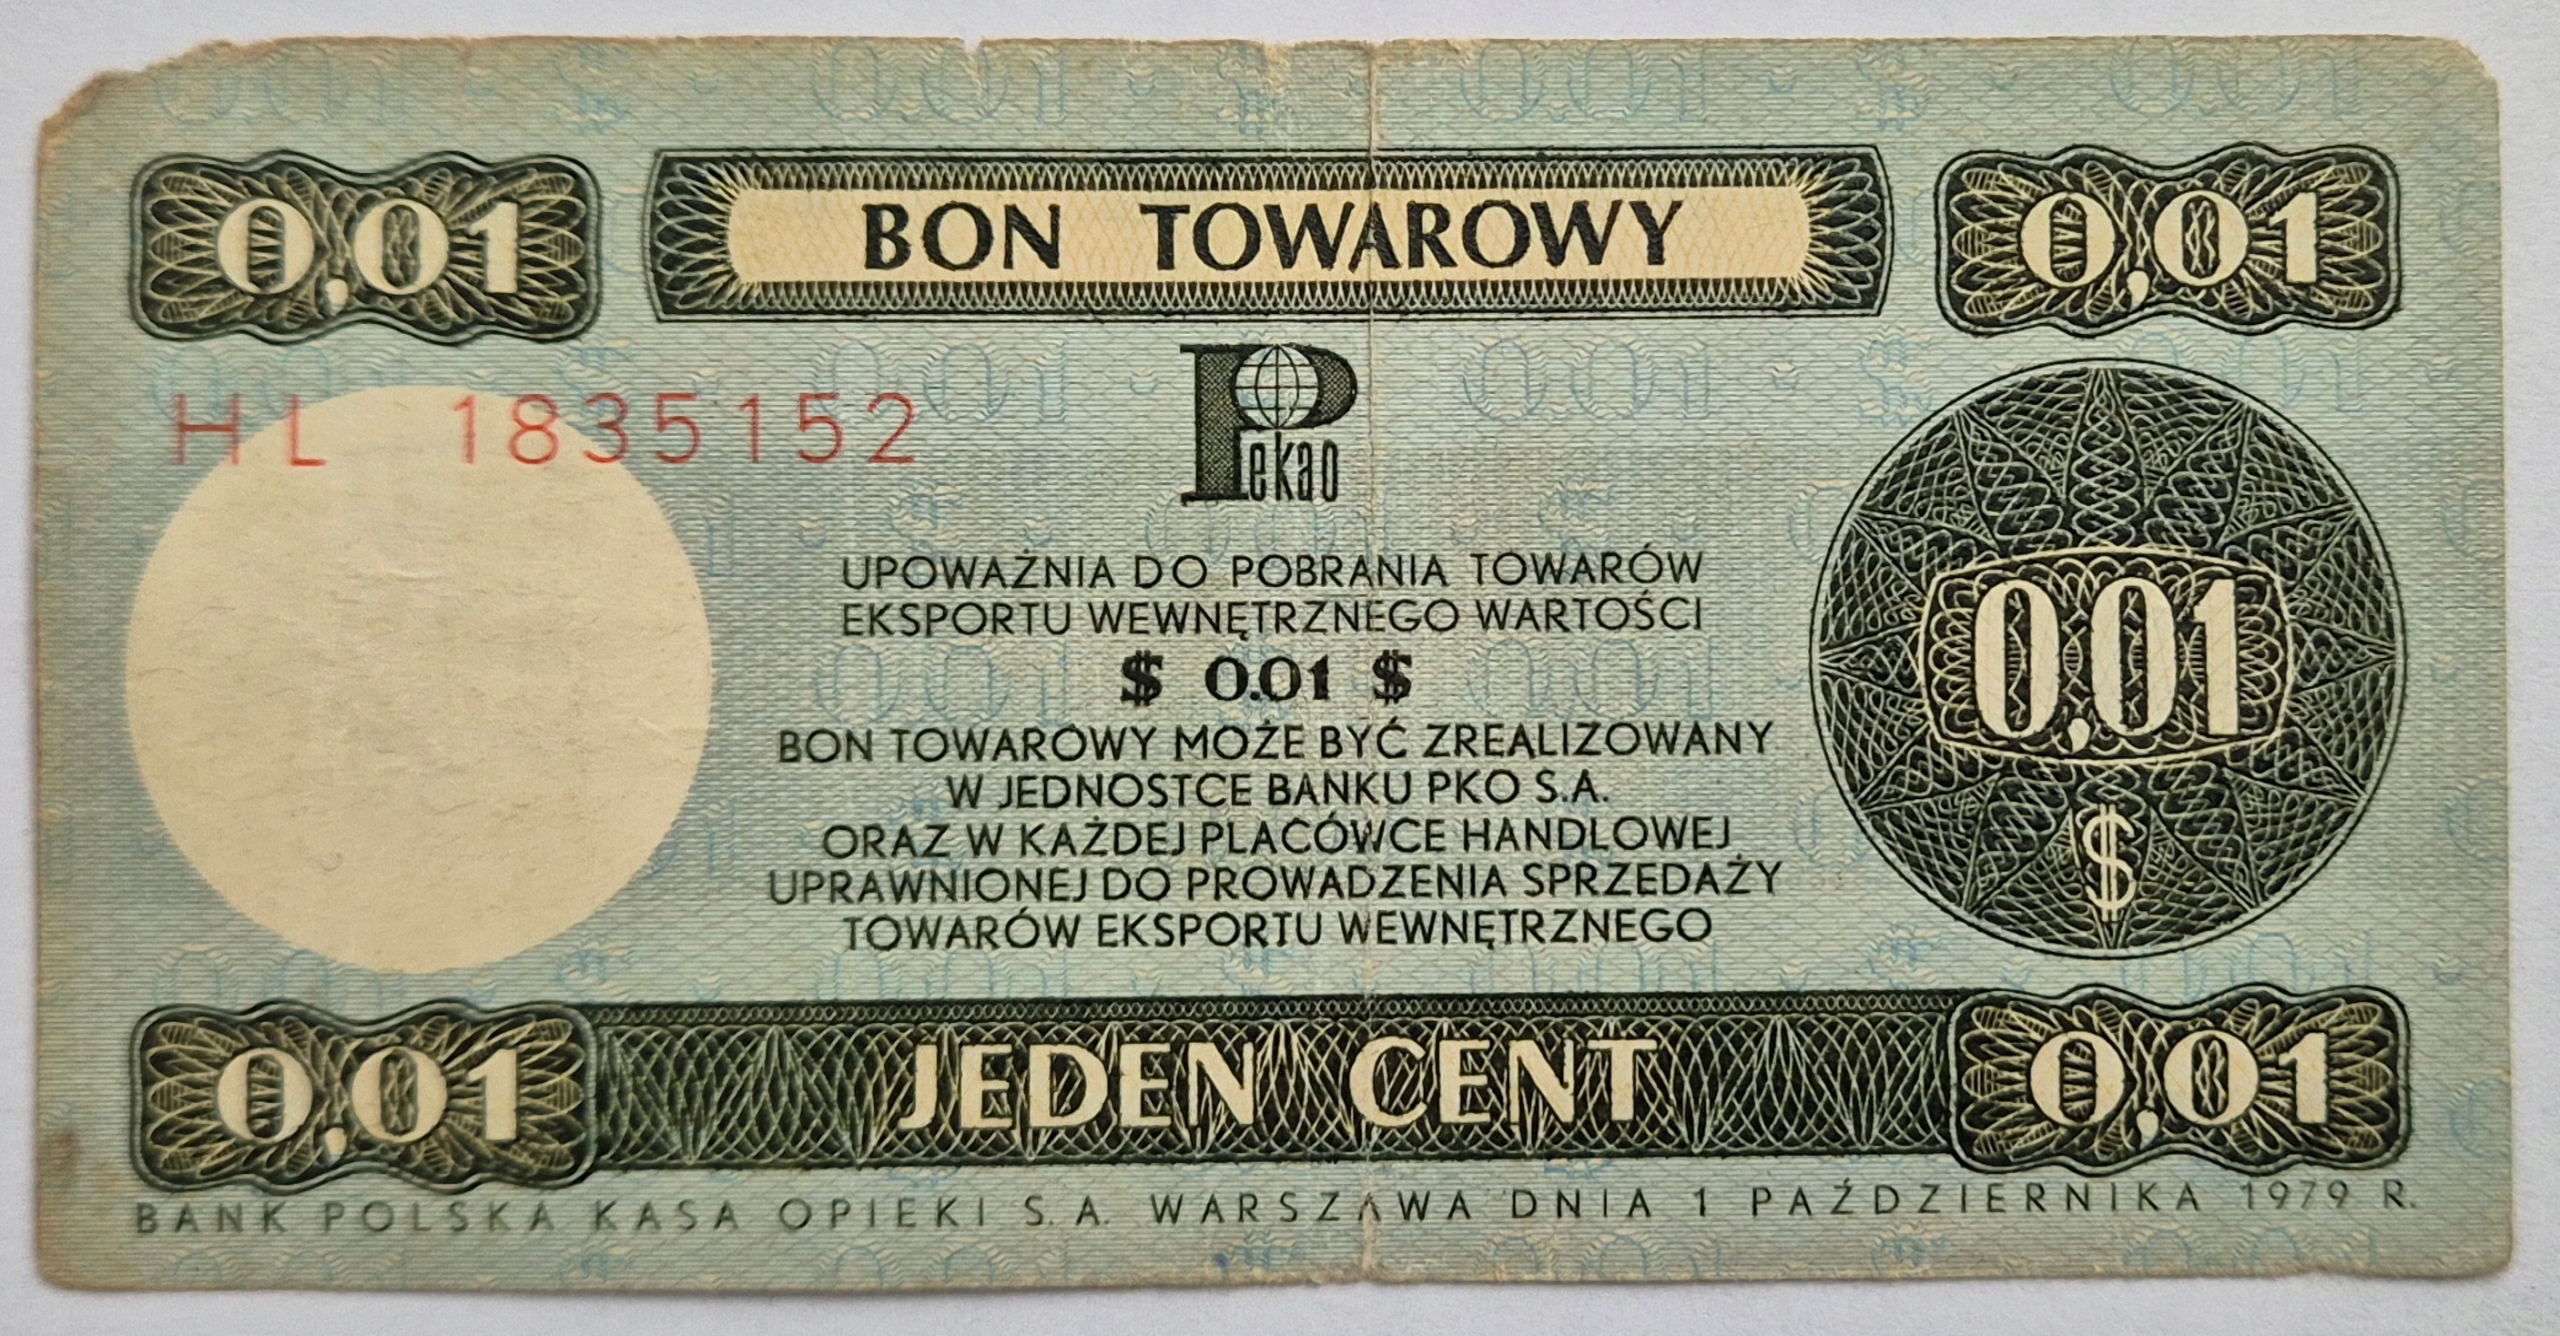 0,01 BON TOWAROWY 0,01
HL 1835152
Pekao
UPOWAŻNIA DO POBRANIA TOWARÓW
EKSPORTU WEWNĘTRZNEGO WARTOŚCI
$ 0.01 $
0,01
BON TOWAROWY MOŻE BYĆ ZREALIZOWANY
W JEDNOSTCE BANKU PKO S.A.
ORAZ W KAŻDEJ PLACÓWCE HANDLOWEJ
UPRAWNIONEJ DO PROWADZENIA SPRZEDAŻY
TOWARÓW EKSPORTU WEWNĘTRZNEGO
$
0,01 JEDEN CENT 0,01
BANK POLSKA KASA OPIEKI S.A. WARSZAWA DNIA 1 PAŹDZIERNIKA 1979 R.